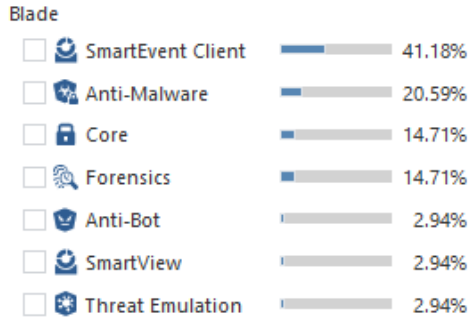 Blade
SmartEvent Client 41.18%
Anti-Malware 20.59%
Core 14.71%
Forensics 14.71%
Anti-Bot 2.94%
SmartView 2.94%
Threat Emulation 2.94%